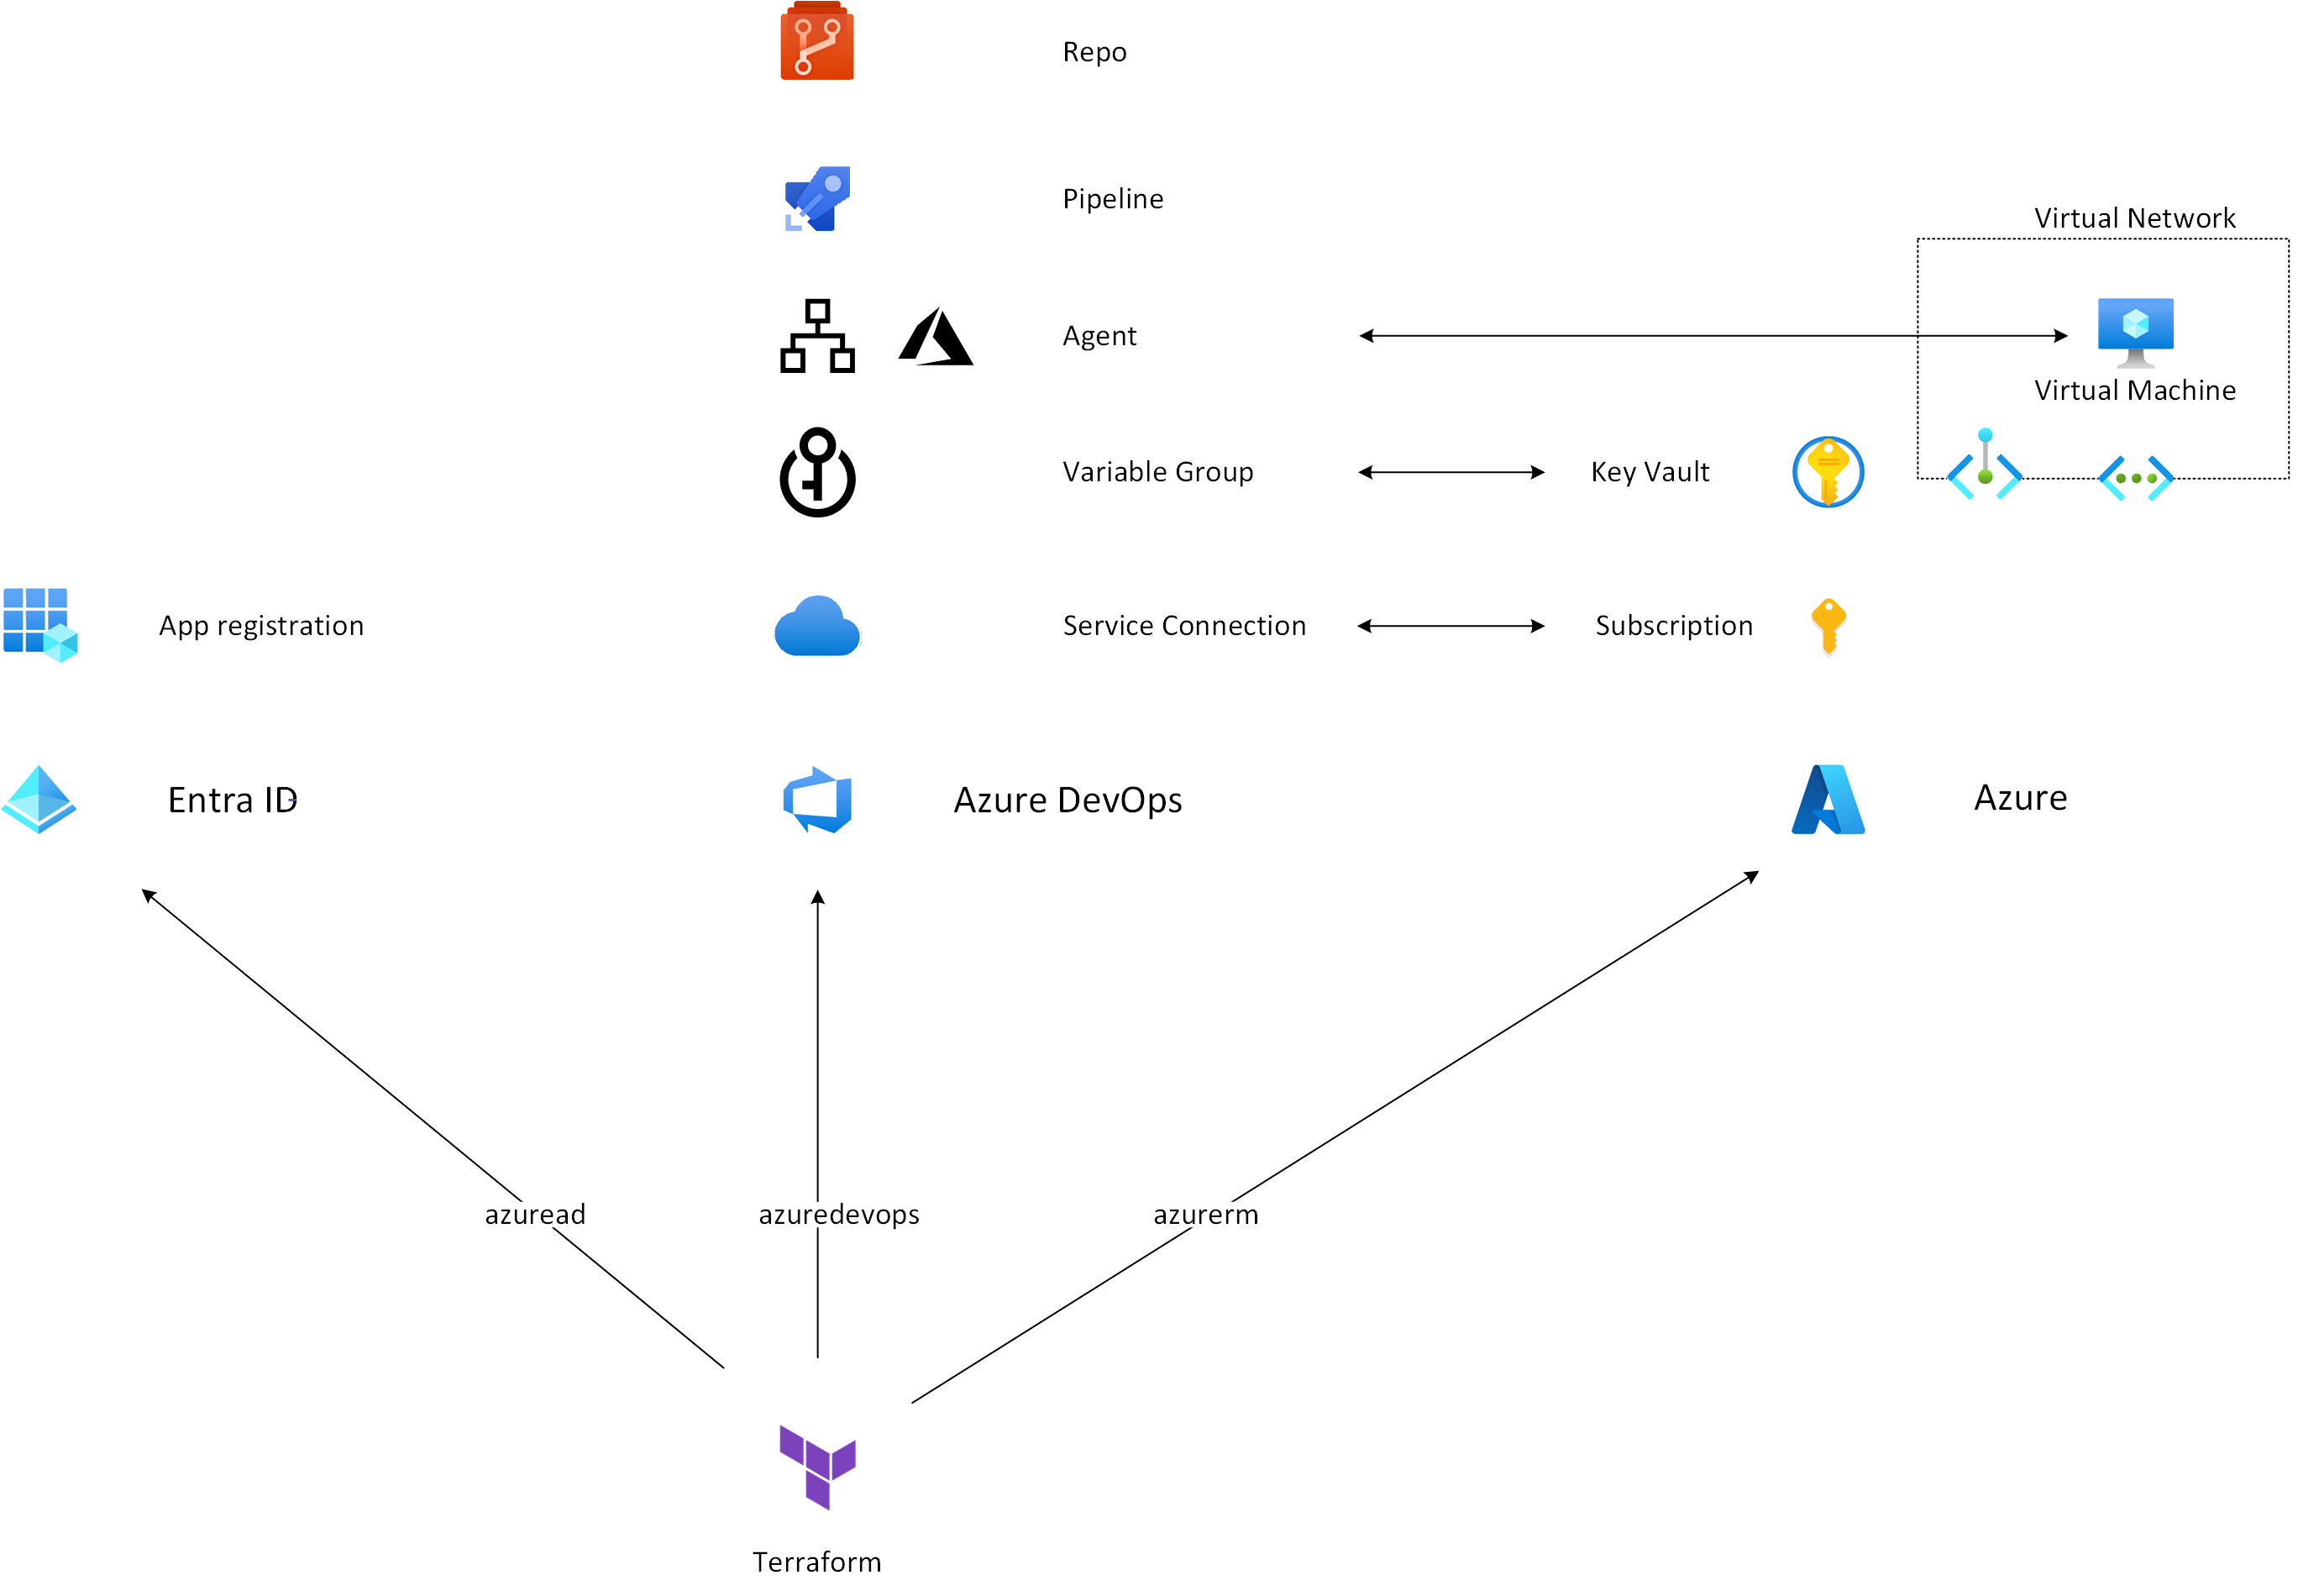 Repo
Pipeline
Virtual Network
Agent
Virtual Machine
Variable Group
Key Vault
App registration
Service Connection
Subscription
Entra ID
Azure DevOps
Azure
azuread
azuredevops
azurerm
Terraform